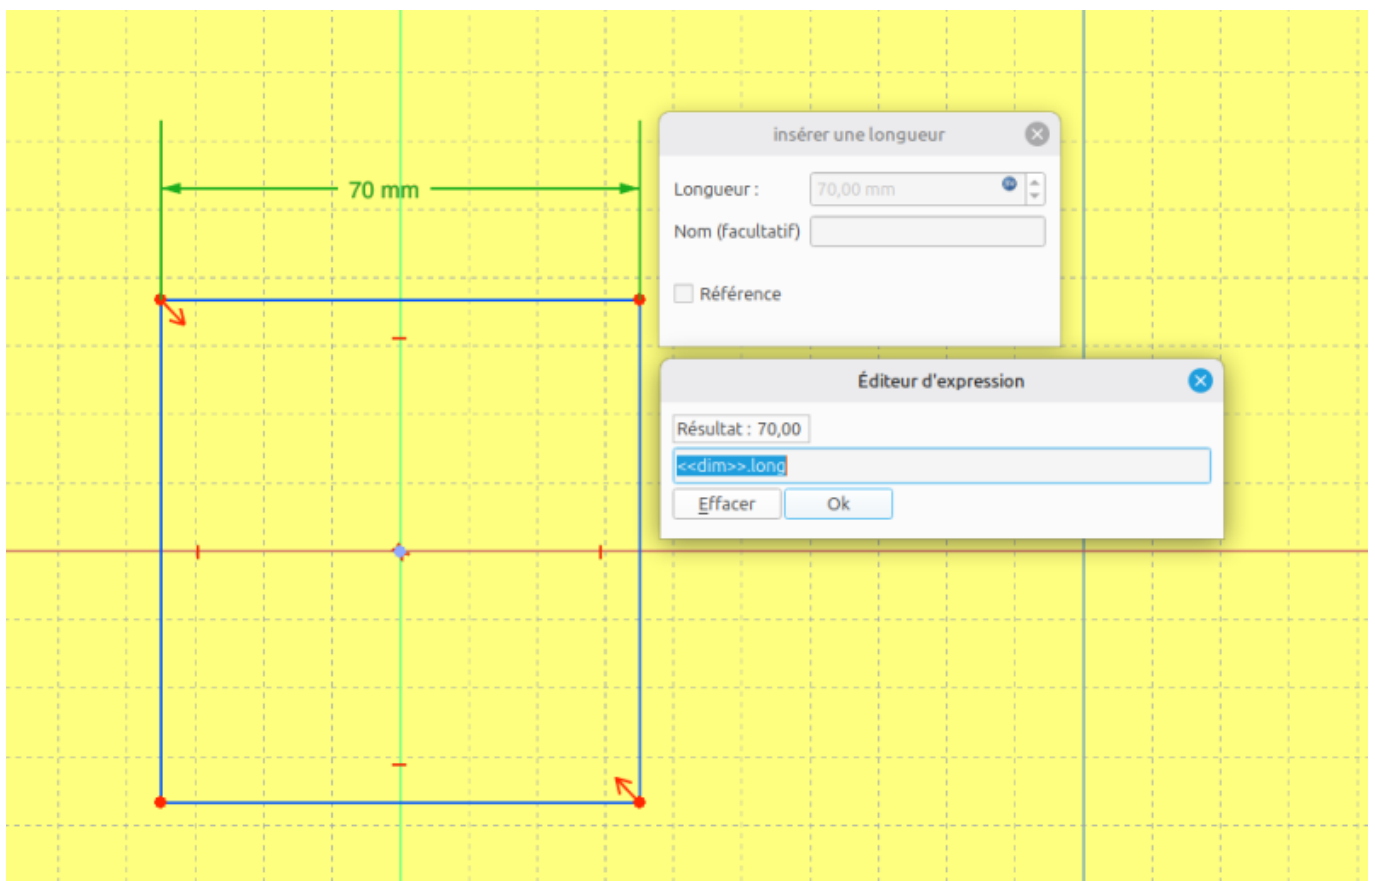 insérer une longueur
70 mm
Longueur :
70,00 mm
Nom (facultatif)
Référence
Éditeur d'expression
Résultat : 70,00
<<dim>>.long
Effacer
Ok